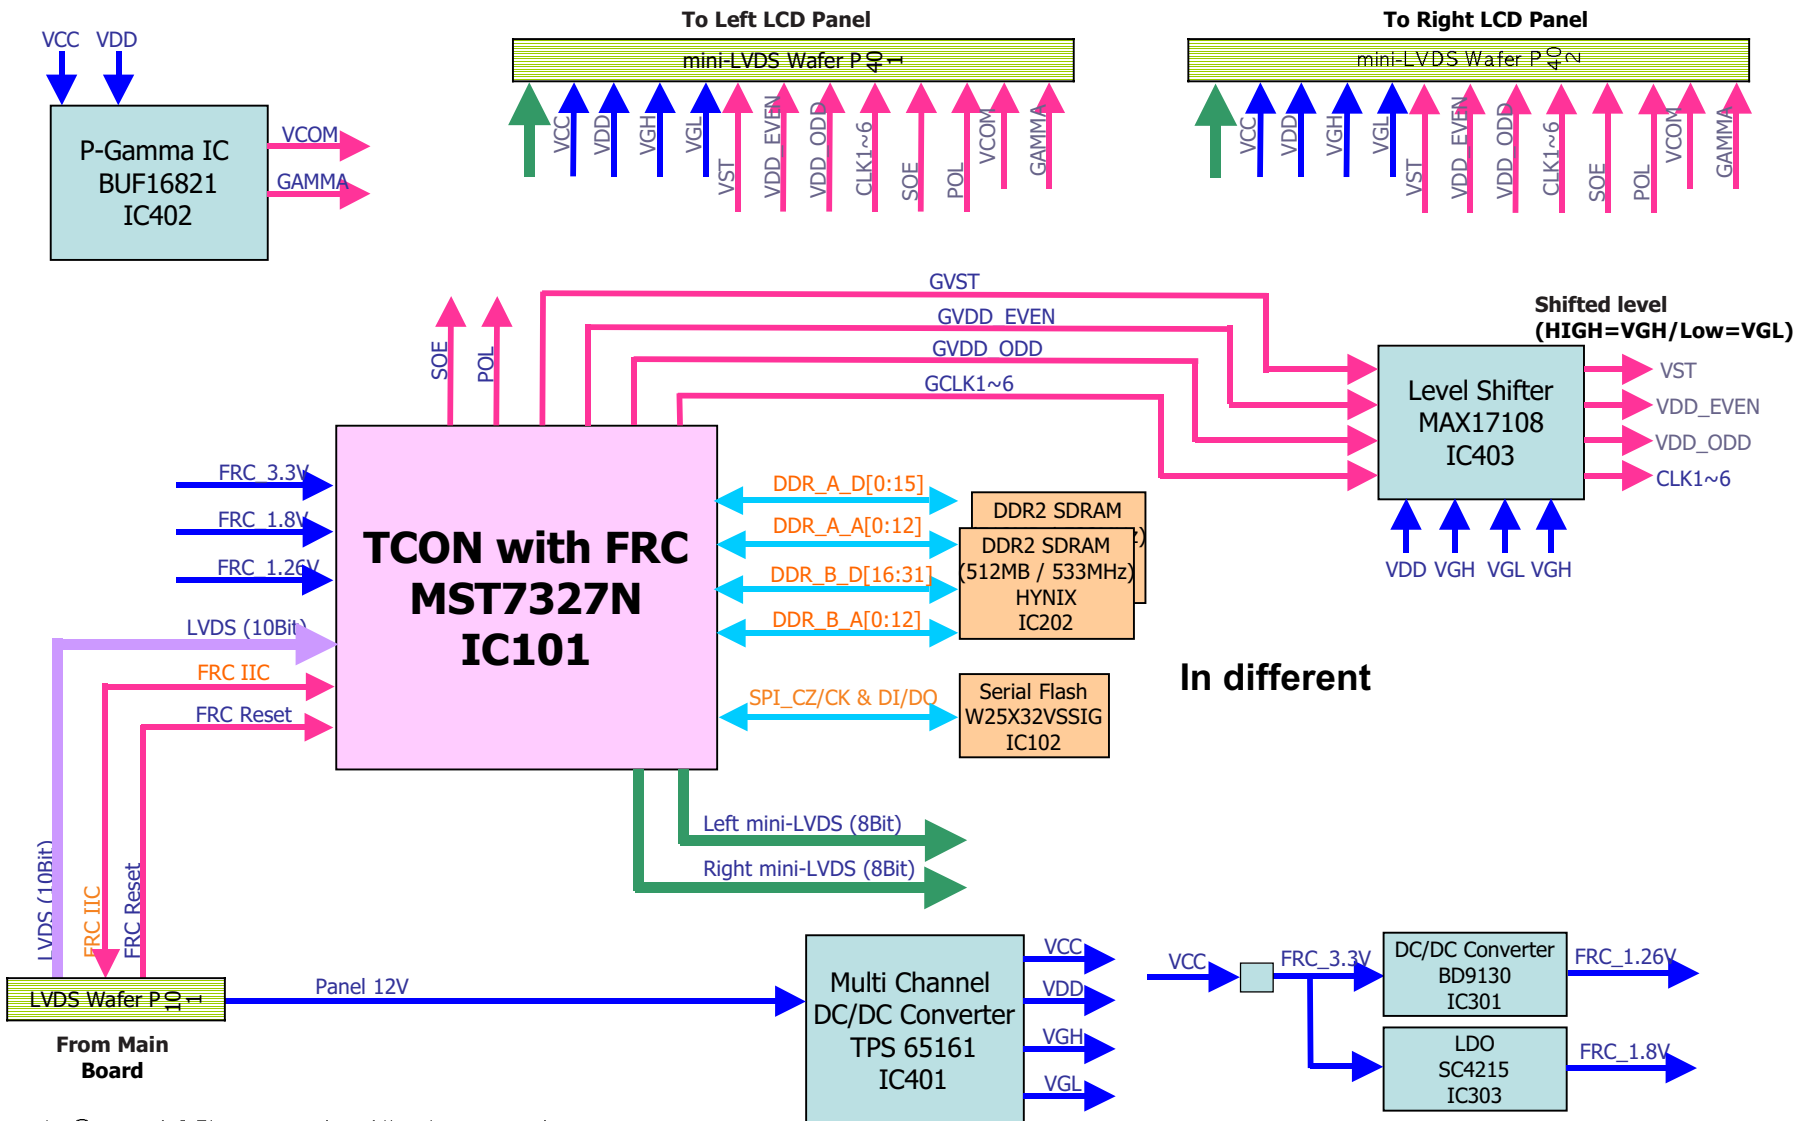 To Left LCD Panel
To Right LCD Panel
mini-LVDS Wafer P401
mini-LVDS Wafer P402
VCC VDD
P-Gamma IC
BUF16821
IC402
VCOM
GAMMA
VCC
VDD
VGH
VGL
VST
VDD_EVEN
VDD_ODD
CLK1~6
SOE
POL
VCOM
GAMMA
VCC
VDD
VGH
VGL
VST
VDD_EVEN
VDD_ODD
CLK1~6
SOE
POL
VCOM
GAMMA
GVST
GVDD_EVEN
GVDD_ODD
GCLK1~6
SOE
POL
Shifted level
(HIGH=VGH/Low=VGL)
Level Shifter
MAX17108
IC403
VST
VDD_EVEN
VDD_ODD
CLK1~6
VDD VGH VGL VGH
FRC_3.3V
FRC_1.8V
FRC_1.26V
LVDS (10Bit)
FRC IIC
FRC Reset
TCON with FRC
MST7327N
IC101
DDR_A_D[0:15]
DDR_A_A[0:12]
DDR_B_D[16:31]
DDR_B_A[0:12]
DDR2 SDRAM
DDR2 SDRAM
(512MB / 533MHz)
HYNIX
IC202
SPI_CZ/CK & DI/DO
Serial Flash
W25X32VSSIG
IC102
In different
Left mini-LVDS (8Bit)
Right mini-LVDS (8Bit)
LVDS (10Bit)
FRC IIC
FRC Reset
LVDS Wafer P101
From Main
Board
Panel 12V
Multi Channel
DC/DC Converter
TPS 65161
IC401
VCC
VDD
VGH
VGL
VCC
FRC_3.3V
DC/DC Converter
BD9130
IC301
FRC_1.26V
LDO
SC4215
IC303
FRC_1.8V